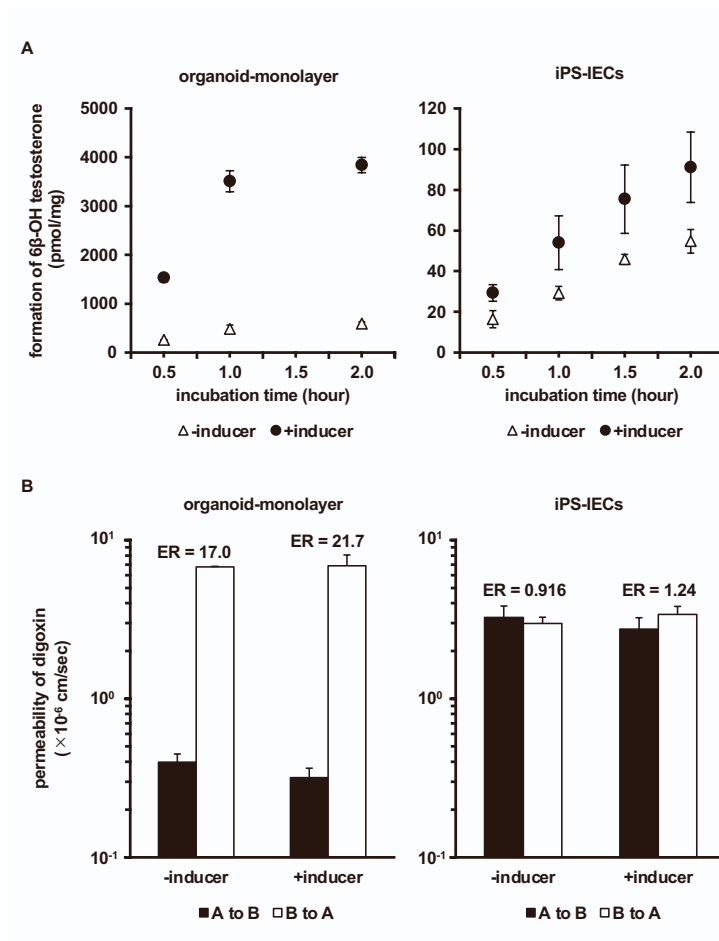 A
organoid-monolayer
iPS-IECs
formation of 6β-OH testosterone
(pmol/mg)
5000
4000
3000
2000
1000
0
0.5
1.0
1.5
2.0
incubation time (hour)
△-inducer ●+inducer
120
100
80
60
40
20
0
0.5
1.0
1.5
2.0
incubation time (hour)
△-inducer ●+inducer
B
organoid-monolayer
iPS-IECs
permeability of digoxin
(×10⁻⁶ cm/sec)
10¹
10⁰
10⁻¹
ER = 17.0
ER = 21.7
-inducer
+inducer
■A to B □B to A
10¹
10⁰
10⁻¹
ER = 0.916
ER = 1.24
-inducer
+inducer
■A to B □B to A